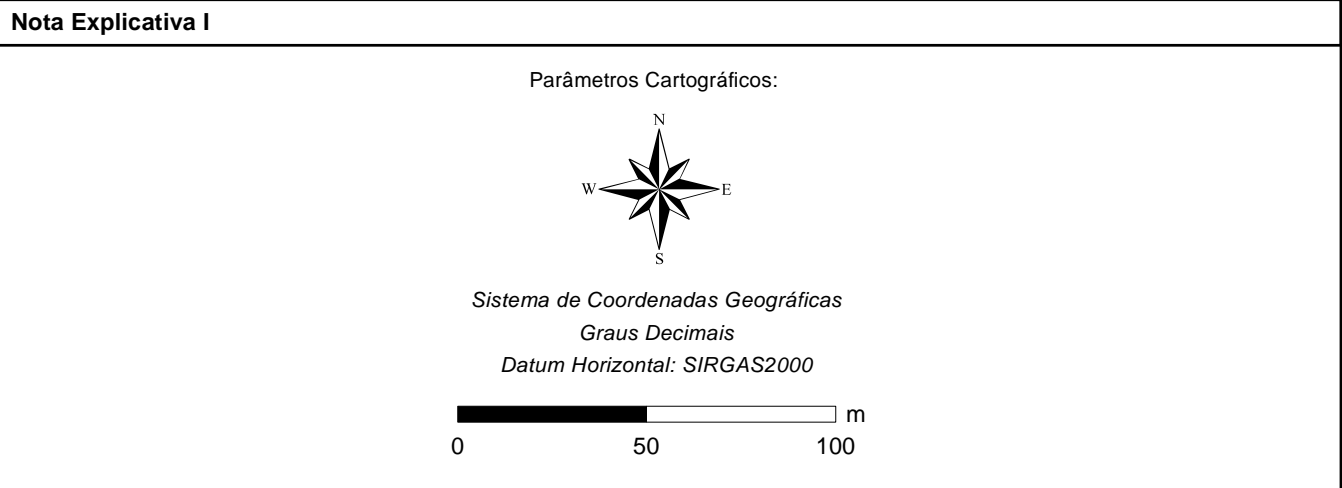 Nota Explicativa I
Parâmetros Cartográficos:
N
W E
S
Sistema de Coordenadas Geográficas
Graus Decimais
Datum Horizontal: SIRGAS2000
m
0 50 100